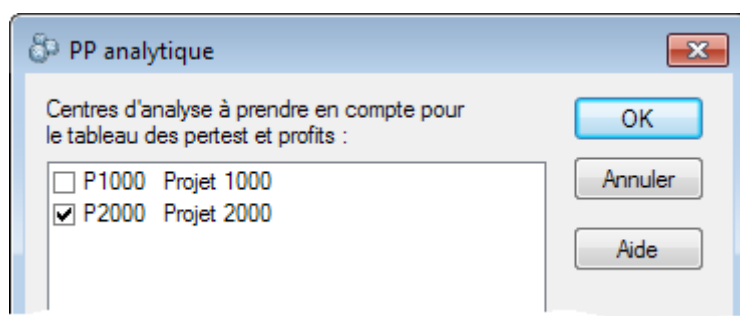 PP analytique
Centres d'analyse à prendre en compte pour
le tableau des pertest et profits :
OK
P1000 Projet 1000
Annuler
P2000 Projet 2000
Aide